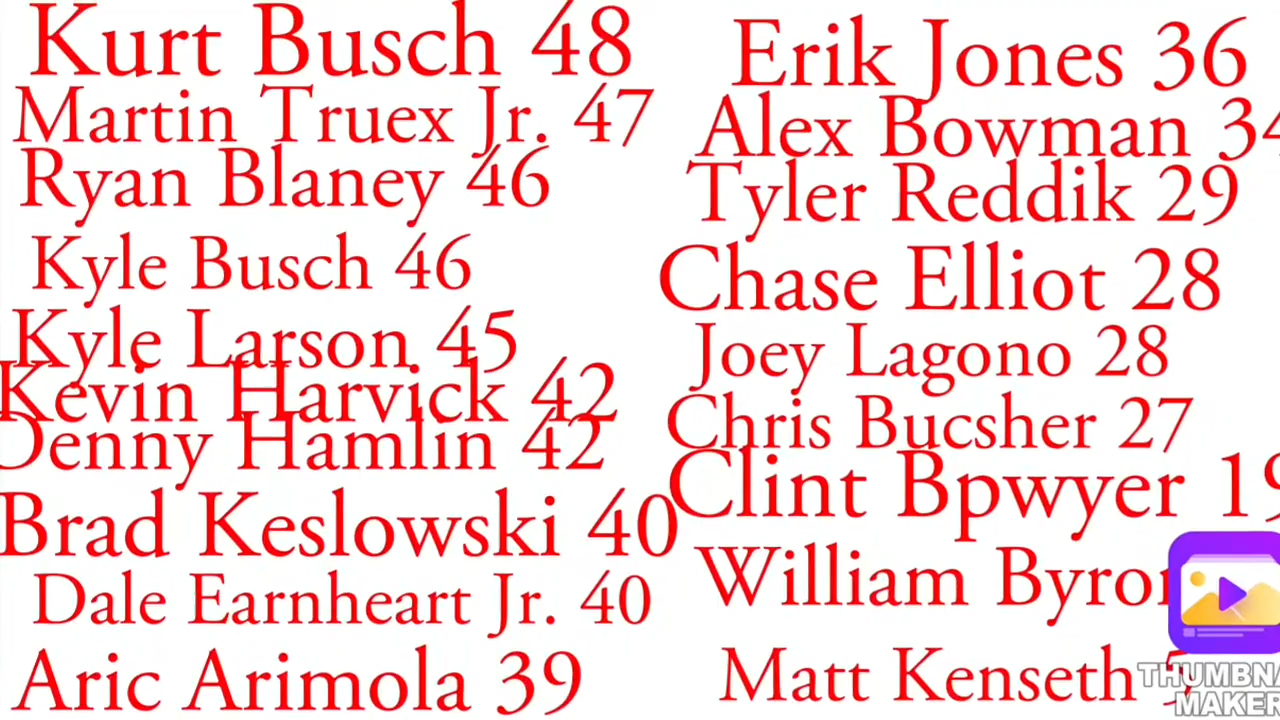 Kurt Busch 48
Martin Truex Jr. 47
Ryan Blaney 46
Kyle Busch 46
Kyle Larson 45
Kevin Harvick 42
Denny Hamlin 42
Brad Keslowski 40
Dale Earnheart Jr. 40
Aric Arimola 39
Erik Jones 36
Alex Bowman 34
Tyler Reddik 29
Chase Elliot 28
Joey Lagono 28
Chris Bucsher 27
Clint Bpwyer 19
William Byron
Matt Kenseth
THUMBNA
MAKER